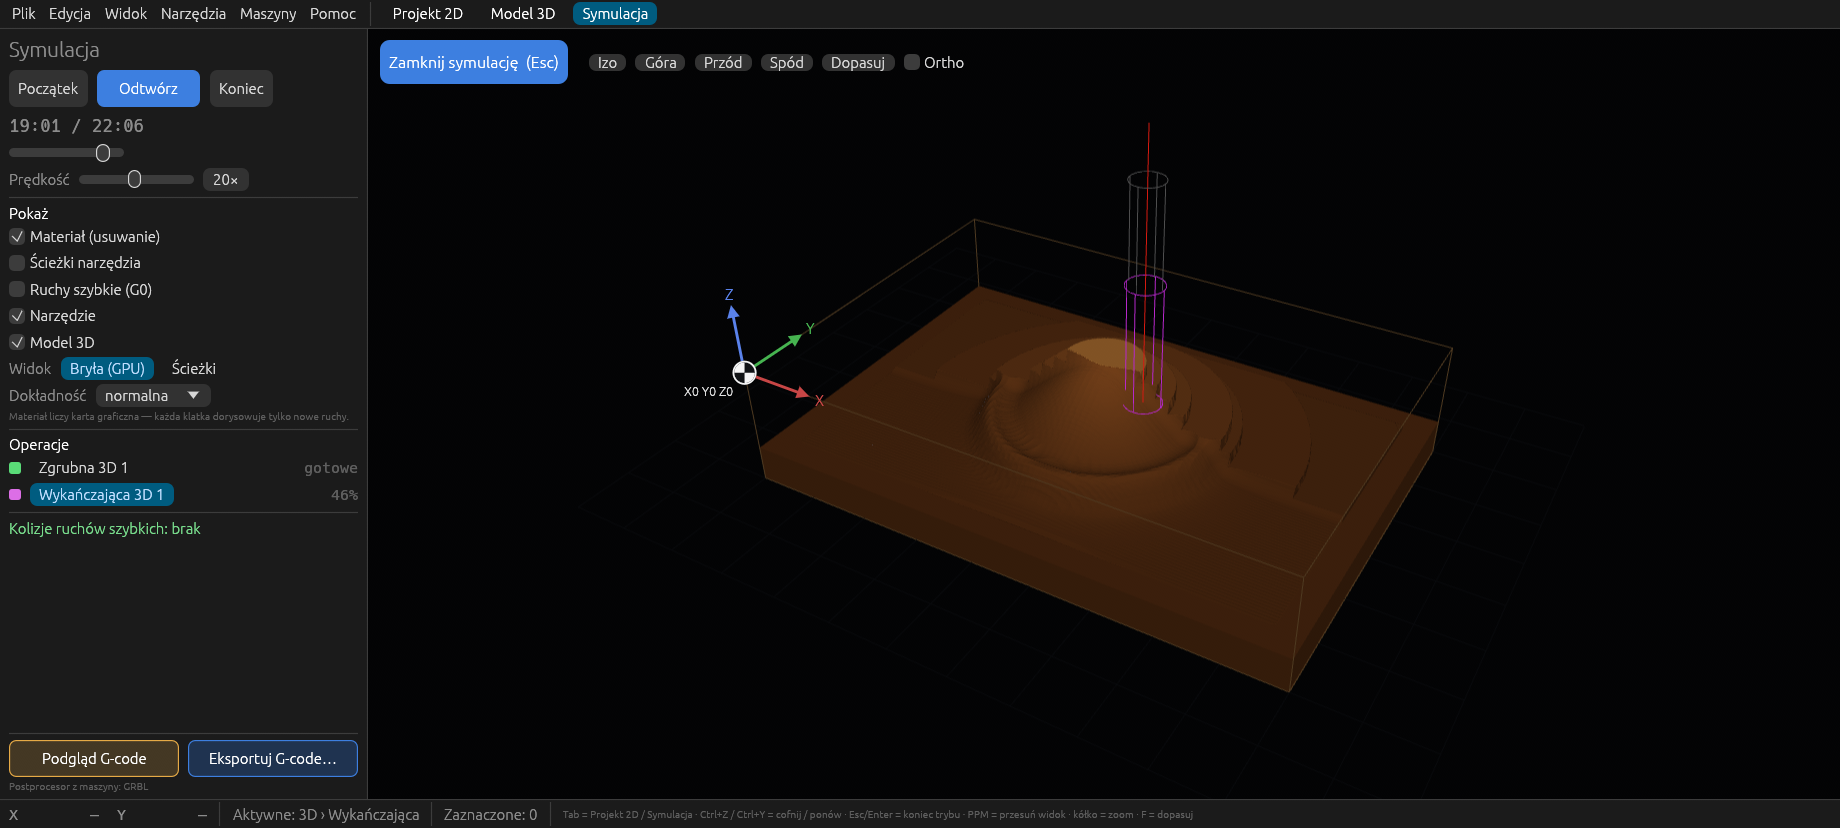 Plik Edycja Widok Narzędzia Maszyny Pomoc Projekt 2D Model 3D Symulacja
Symulacja
Początek Odtwórz Koniec
19:01 / 22:06
Prędkość 20×
Pokaż
Materiał (usuwanie)
Ścieżki narzędzia
Ruchy szybkie (G0)
Narzędzie
Model 3D
Widok Bryła (GPU) Ścieżki
Dokładność normalna
Materiał liczy karta graficzna — każda klatka dorysowuje tylko nowe ruchy.
Operacje
Zgrubna 3D 1 gotowe
Wykańczająca 3D 1 46%
Kolizje ruchów szybkich: brak
Podgląd G-code Eksportuj G-code…
Postprocesor z maszyny: GRBL
Zamknij symulację (Esc) Izo Góra Przód Spód Dopasuj Ortho
Z
Y
X0 Y0 Z0
X
X – Y – Aktywne: 3D › Wykańczająca Zaznaczone: 0 Tab = Projekt 2D / Symulacja · Ctrl+Z / Ctrl+Y = cofnij / ponów · Esc/Enter = koniec trybu · PPM = przesuń widok · kółko = zoom · F = dopasuj